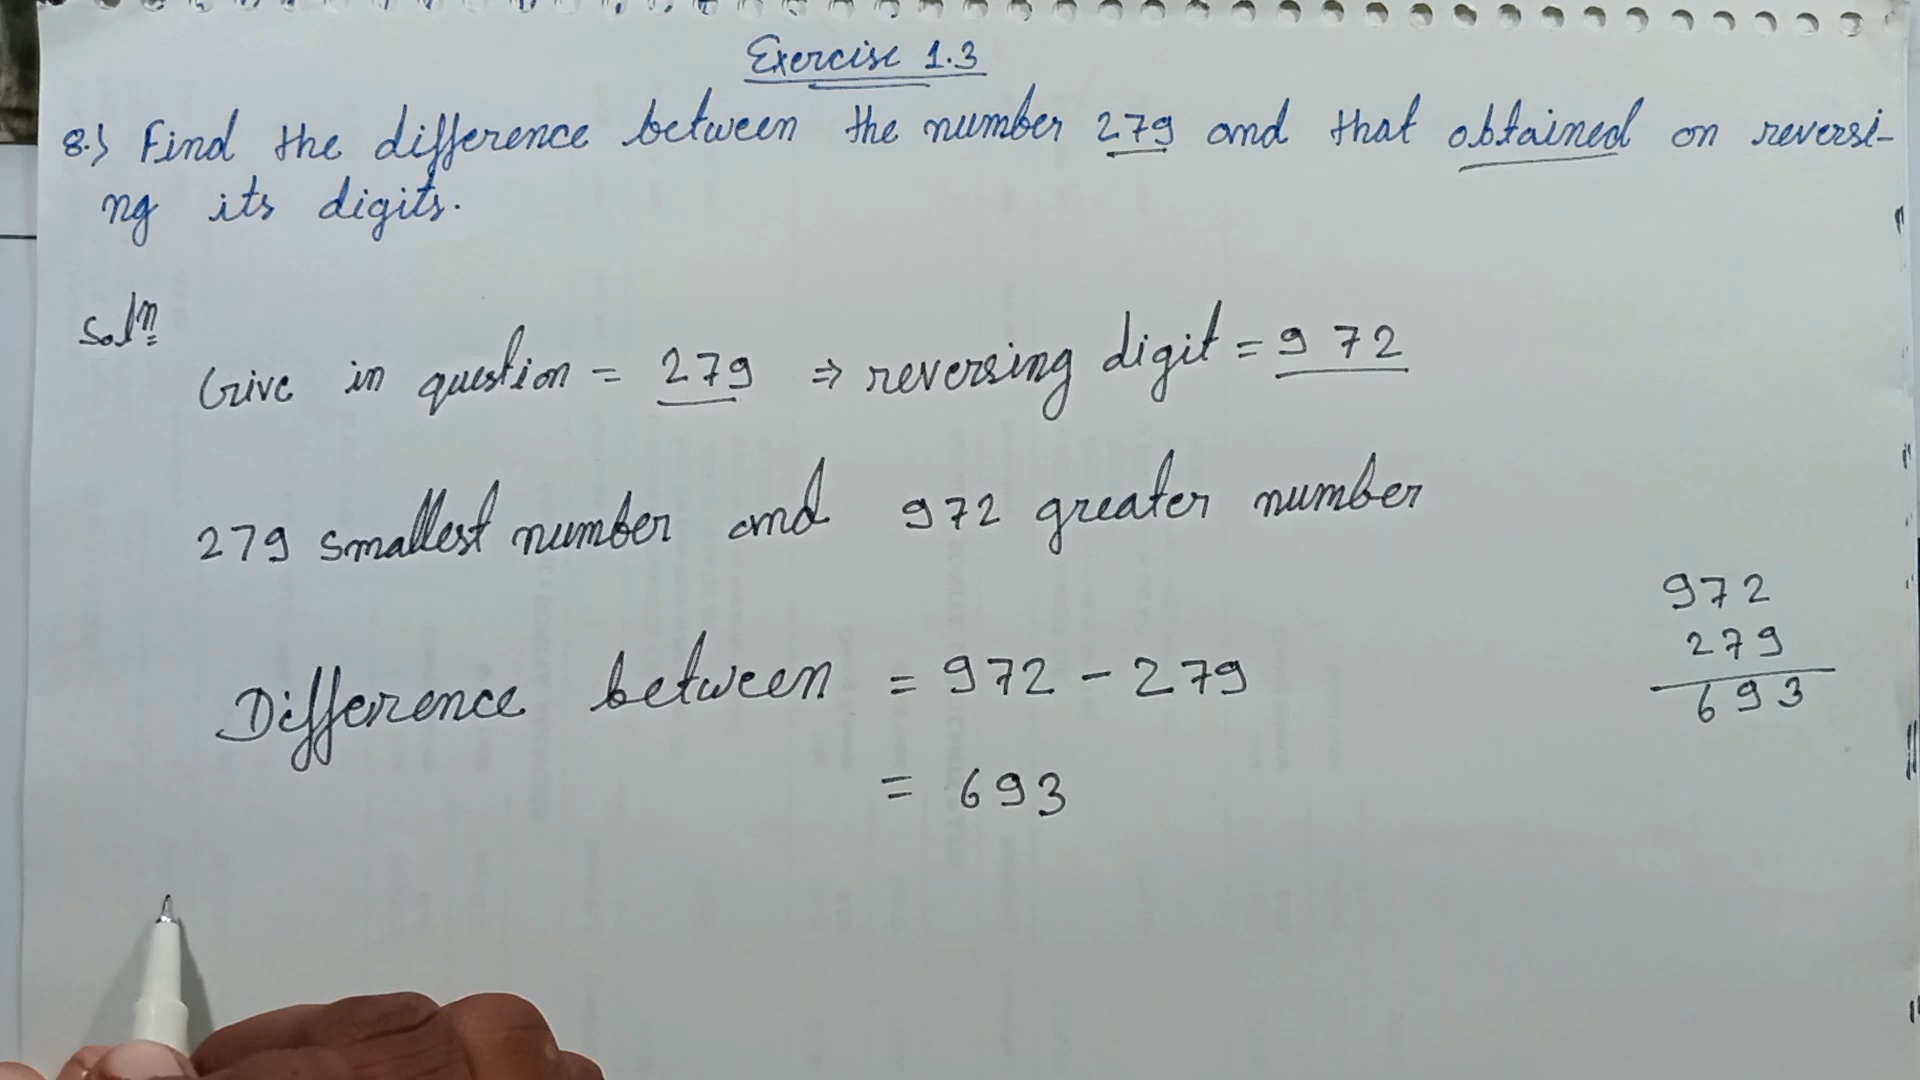 Exercise 1.3
8.) Find the difference between the number 279 and that obtained on reversi-
ng its digits.
Solⁿ
Give in question = 279 ⇒ reversing digit = 972
279 smallest number and 972 greater number
Difference between = 972 - 279
= 693
972
279
693